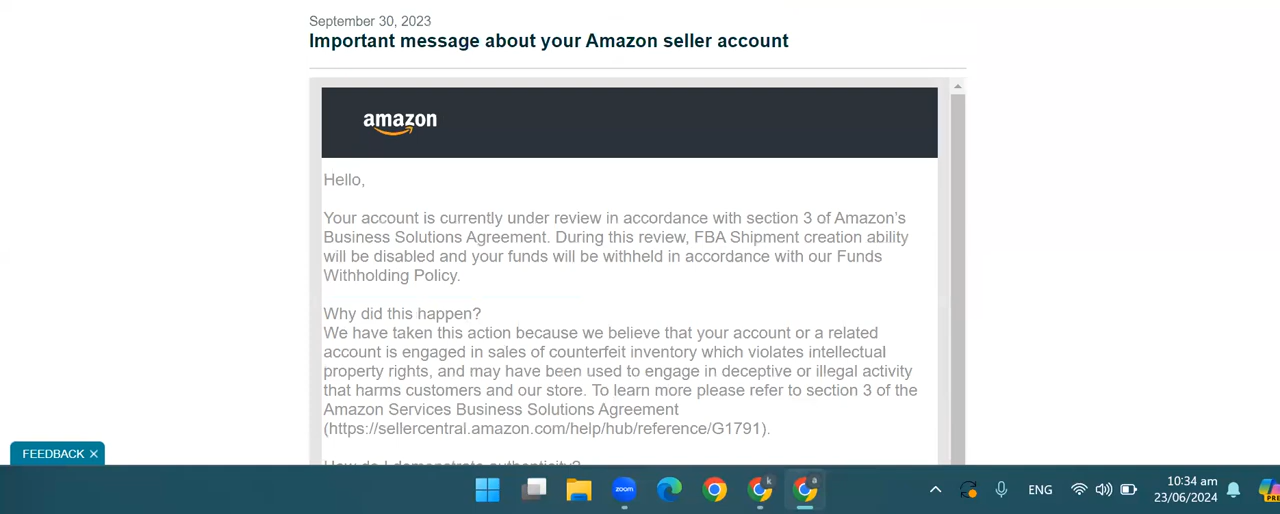 September 30, 2023
Important message about your Amazon seller account
amazon
Hello,
Your account is currently under review in accordance with section 3 of Amazon's
Business Solutions Agreement. During this review, FBA Shipment creation ability
will be disabled and your funds will be withheld in accordance with our Funds
Withholding Policy.
Why did this happen?
We have taken this action because we believe that your account or a related
account is engaged in sales of counterfeit inventory which violates intellectual
property rights, and may have been used to engage in deceptive or illegal activity
that harms customers and our store. To learn more please refer to section 3 of the
Amazon Services Business Solutions Agreement
(https://sellercentral.amazon.com/help/hub/reference/G1791).
How do I demonstrate authenticity?
FEEDBACK ×
zoom
k
a
ENG
10:34 am
23/06/2024
PRE